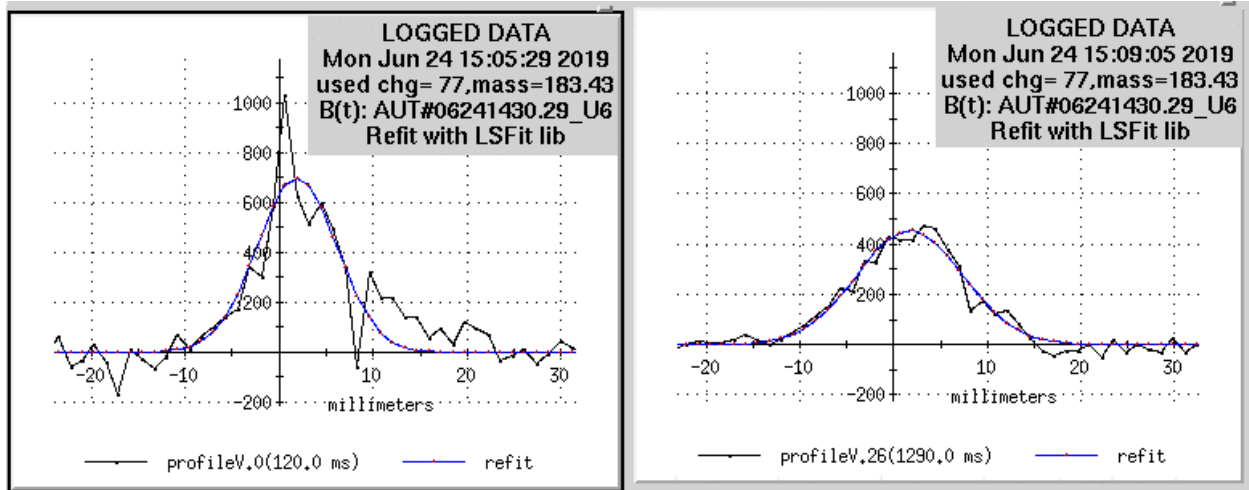 LOGGED DATA
Mon Jun 24 15:05:29 2019
used chg= 77,mass=183.43
B(t): AUT#06241430.29_U6
Refit with LSFit lib
1000
800
600
400
200
-20
-10
10
20
30
-200
millimeters
profileV.0(120.0 ms)
refit
LOGGED DATA
Mon Jun 24 15:09:05 2019
used chg= 77,mass=183.43
B(t): AUT#06241430.29_U6
Refit with LSFit lib
1000
800
600
400
200
-20
-10
10
20
30
-200
millimeters
profileV.26(1290.0 ms)
refit